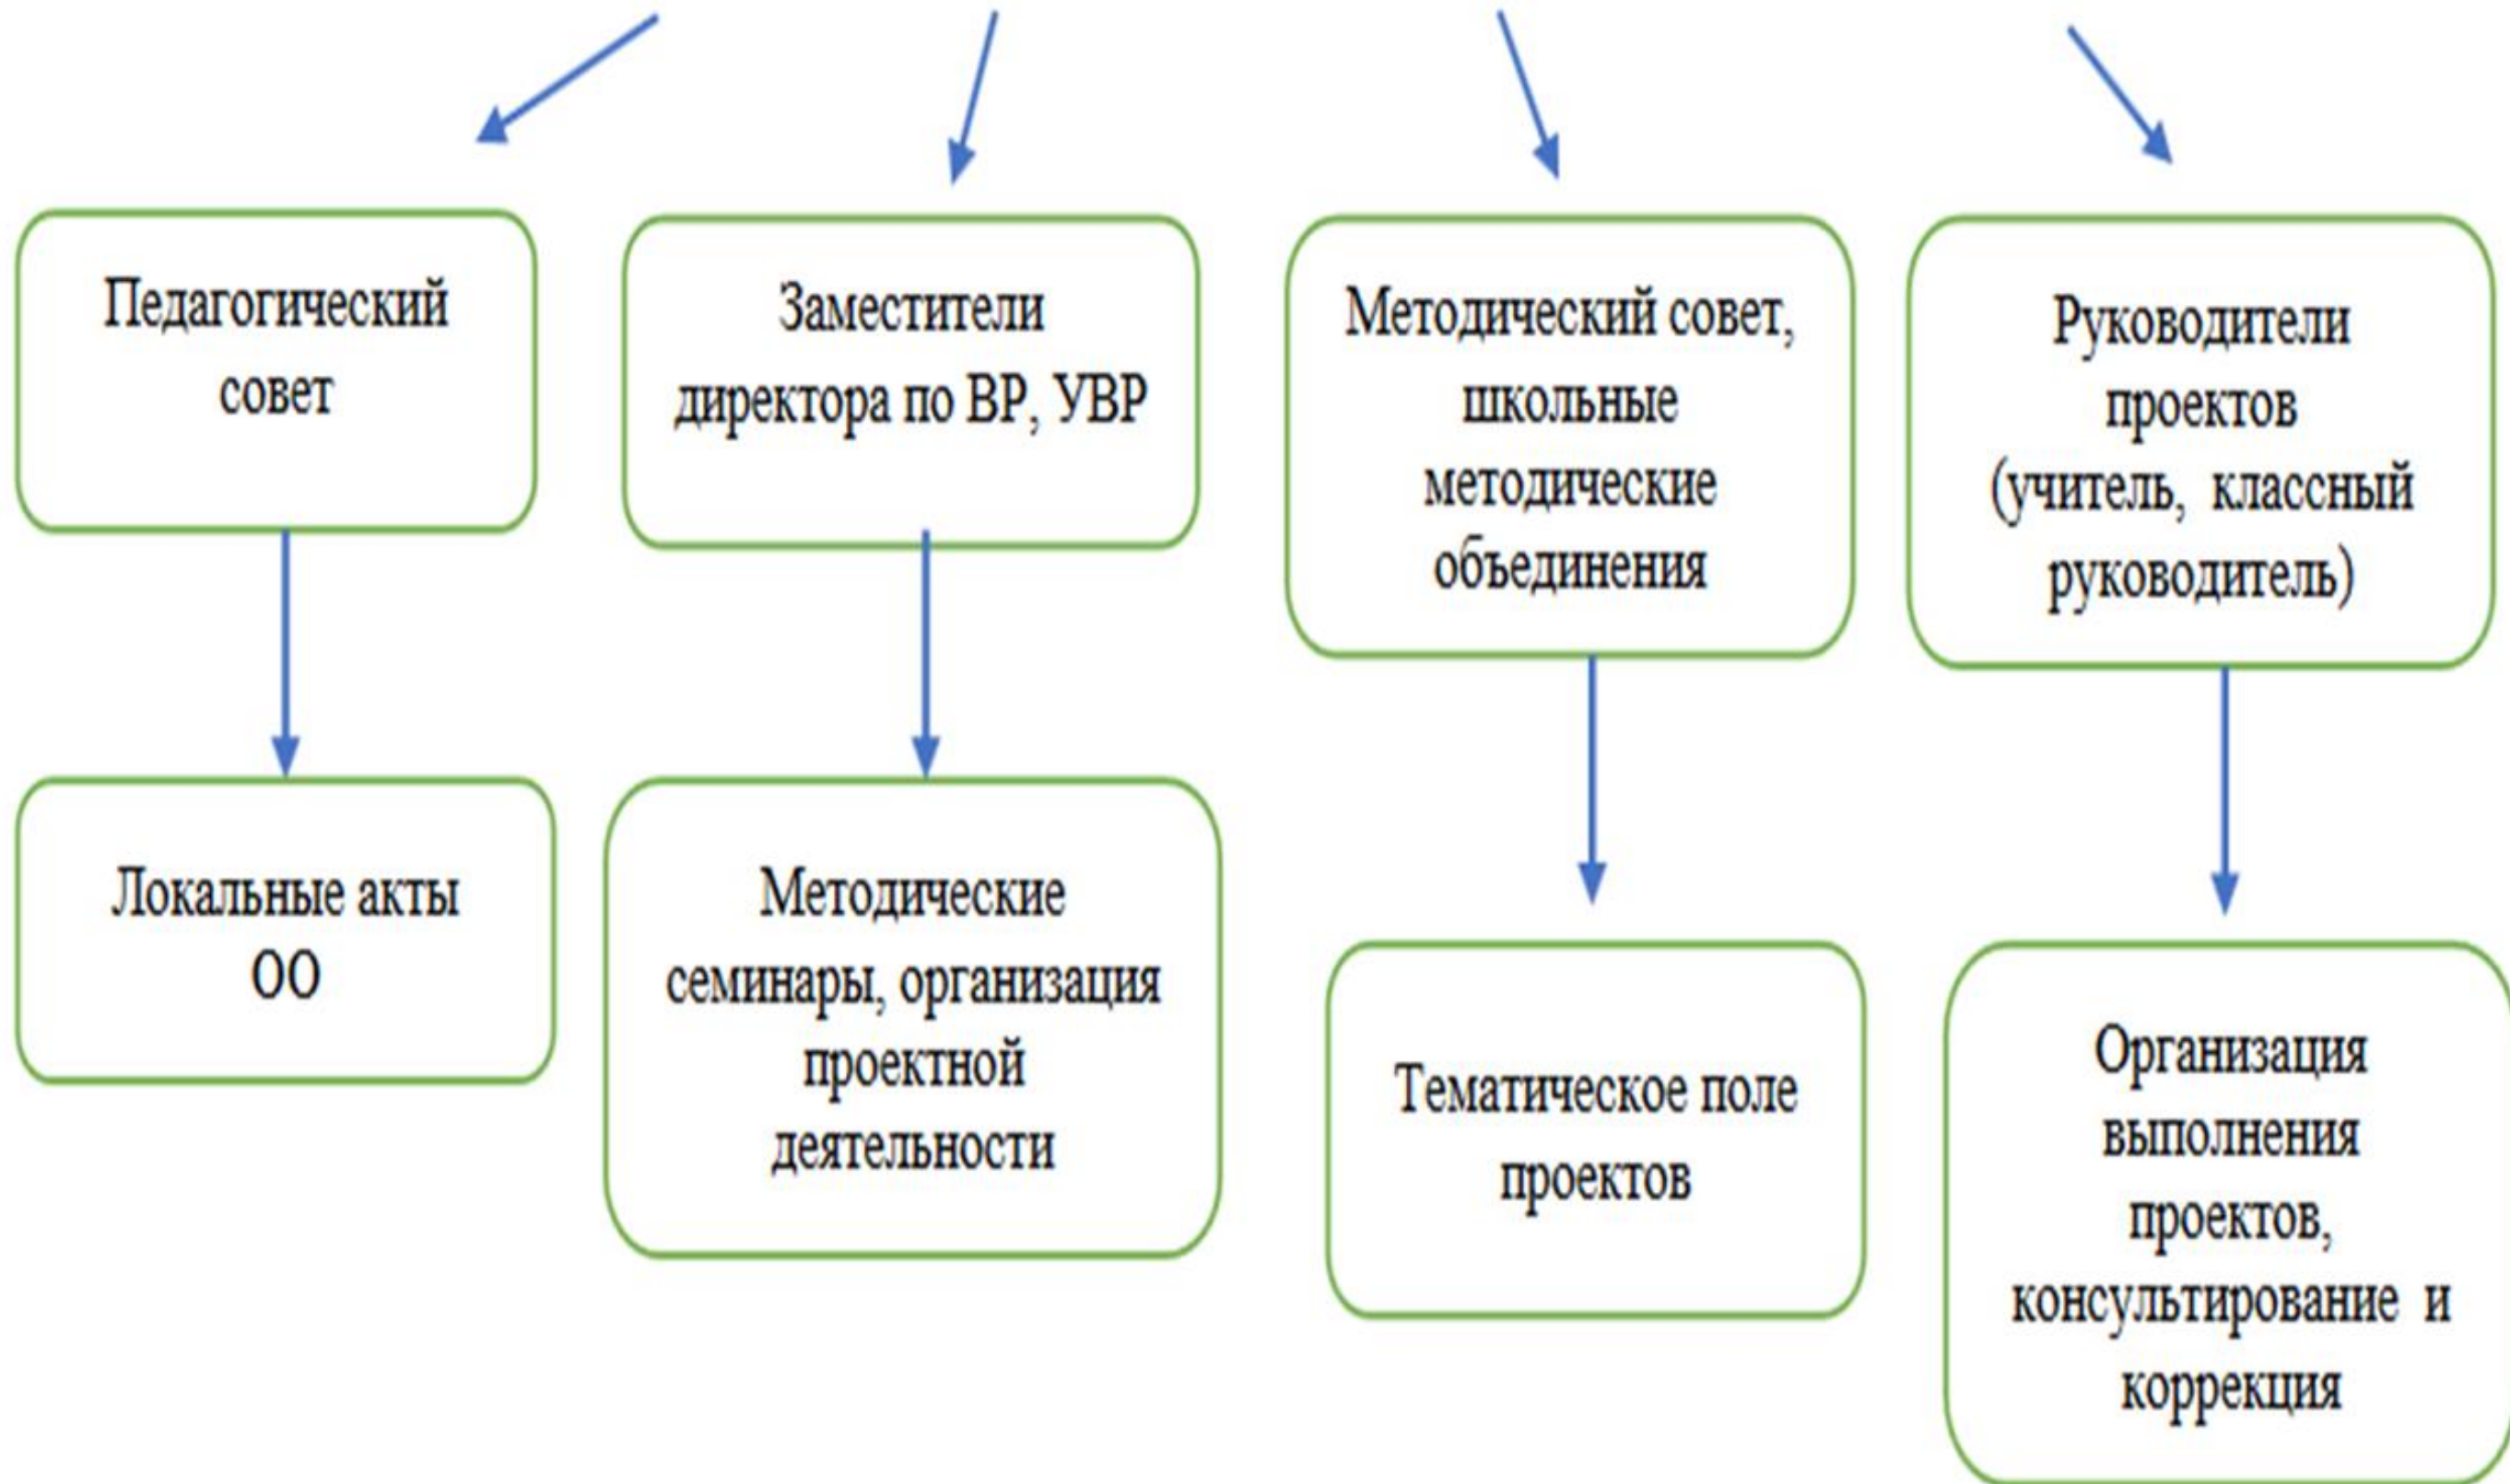 Педагогический
совет
Заместители
директора по ВР, УВР
Методический совет,
школьные
методические
объединения
Руководители
проектов
(учитель, классный
руководитель)
Локальные акты
ОО
Методические
семинары, организация
проектной
деятельности
Тематическое поле
проектов
Организация
выполнения
проектов,
консультирование и
коррекция